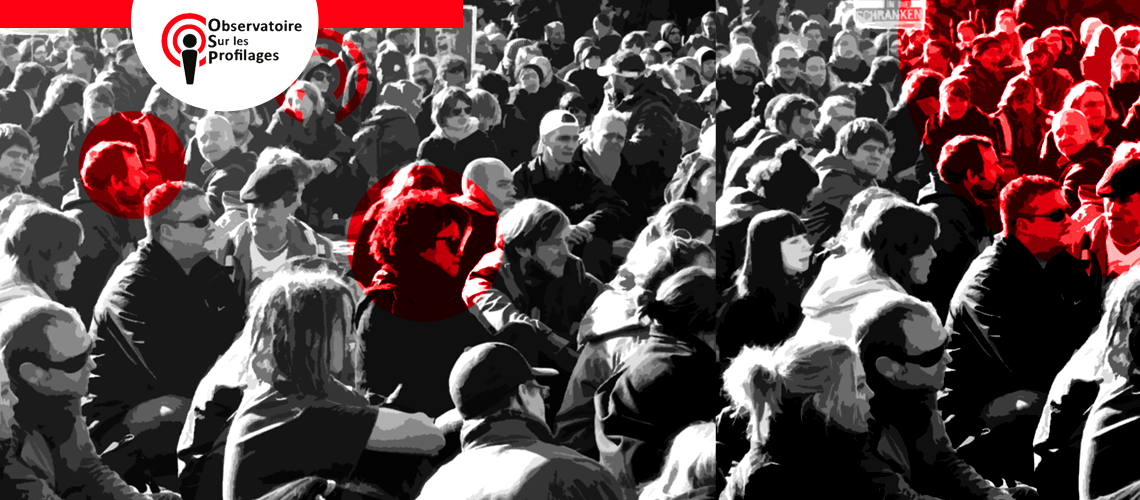 Observatoire
Sur les
Profilages
SCHRANKEN